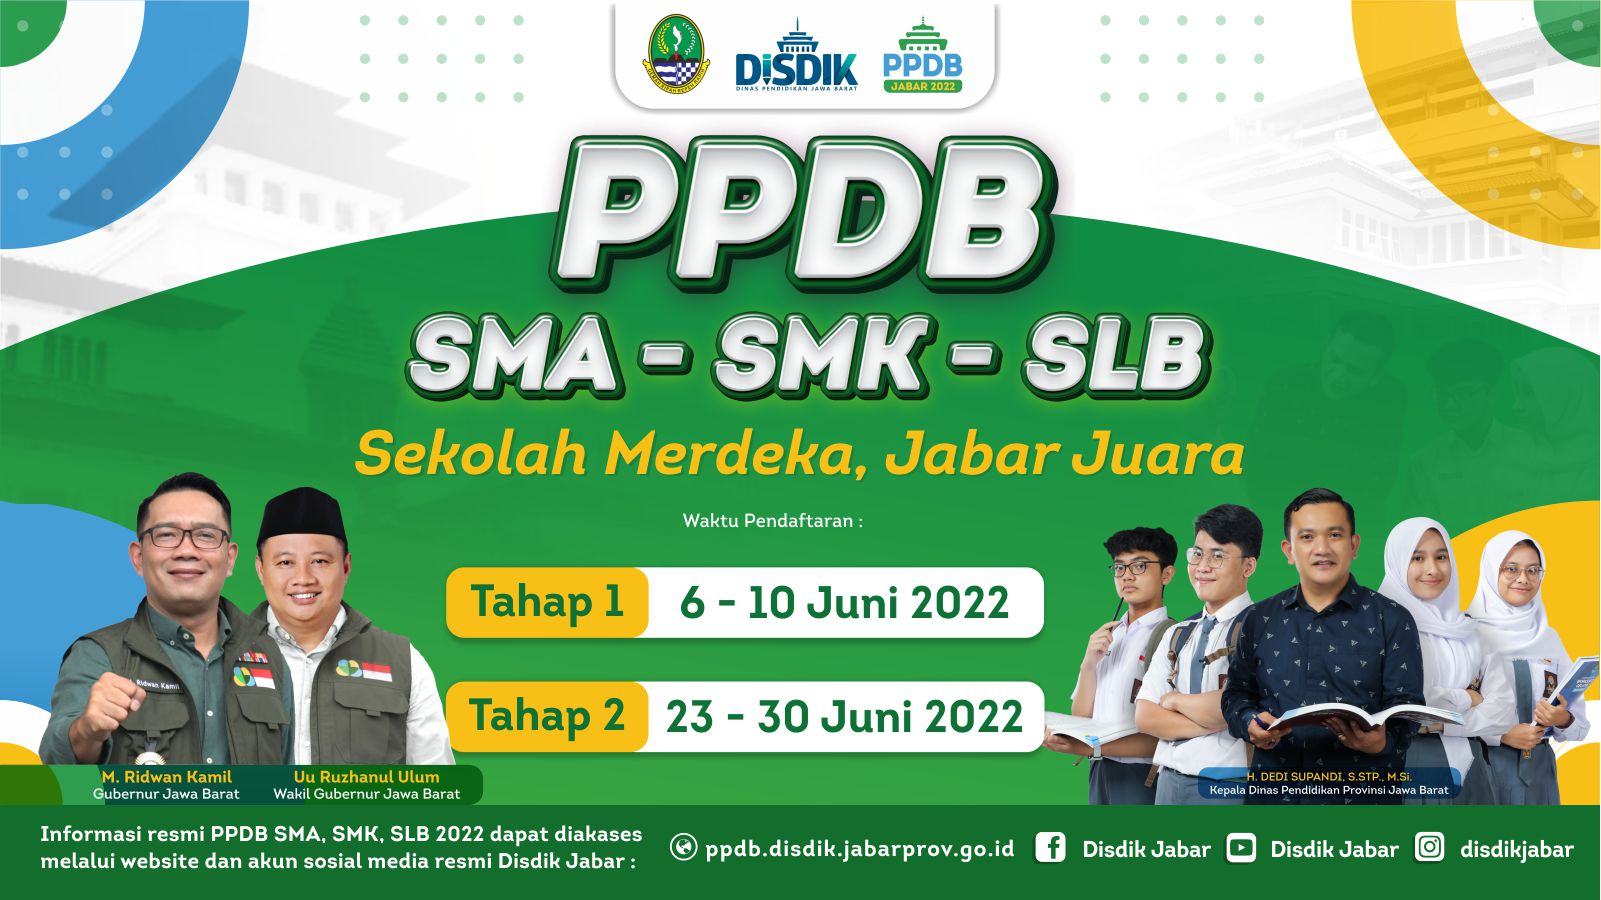 DISDIK
DINAS PENDIDIKAN JAWA BARAT
PPDB
JABAR 2022
PPDB
SMA - SMK - SLB
Sekolah Merdeka, Jabar Juara
Waktu Pendaftaran :
Tahap 1 6 - 10 Juni 2022
Tahap 2 23 - 30 Juni 2022
Ridwan Kamil
M. Ridwan Kamil
Gubernur Jawa Barat
Uu Ruzhanul Ulum
Wakil Gubernur Jawa Barat
H. DEDI SUPANDI, S.STP., M.Si.
Kepala Dinas Pendidikan Provinsi Jawa Barat
Informasi resmi PPDB SMA, SMK, SLB 2022 dapat diakses
melalui website dan akun sosial media resmi Disdik Jabar :
ppdb.disdik.jabarprov.go.id
Disdik Jabar
Disdik Jabar
disdikjabar